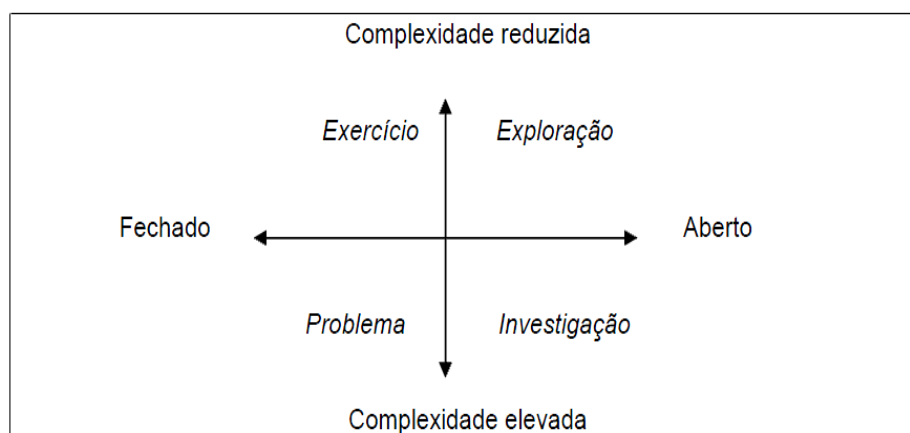 Complexidade reduzida
Exercício Exploração
Fechado Aberto
Problema Investigação
Complexidade elevada